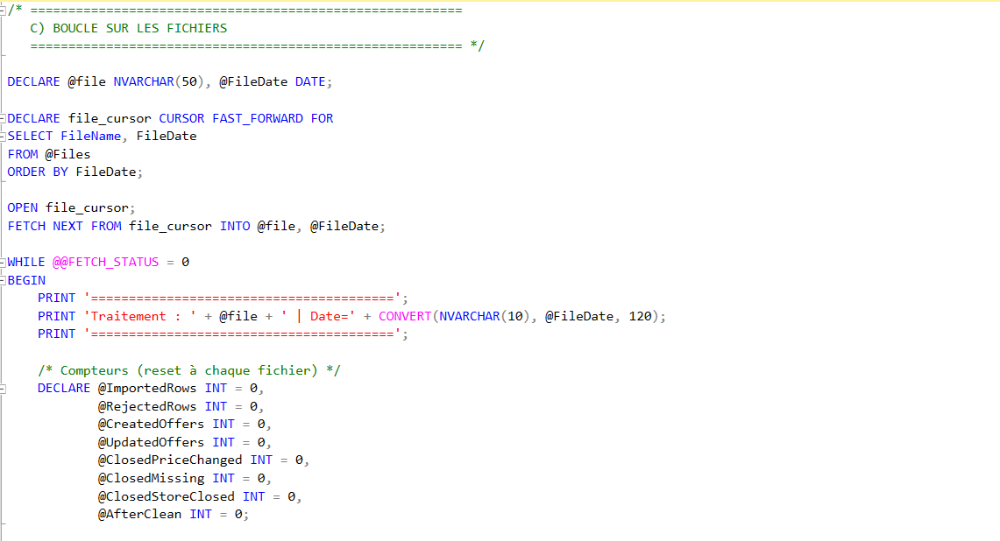 /* =========================================================
C) BOUCLE SUR LES FICHIERS
========================================================= */
DECLARE @file NVARCHAR(50), @FileDate DATE;
DECLARE file_cursor CURSOR FAST_FORWARD FOR
SELECT FileName, FileDate
FROM @Files
ORDER BY FileDate;
OPEN file_cursor;
FETCH NEXT FROM file_cursor INTO @file, @FileDate;
WHILE @@FETCH_STATUS = 0
BEGIN
PRINT '========================================';
PRINT 'Traitement : ' + @file + ' | Date=' + CONVERT(NVARCHAR(10), @FileDate, 120);
PRINT '========================================';
/* Compteurs (reset à chaque fichier) */
DECLARE @ImportedRows INT = 0,
@RejectedRows INT = 0,
@CreatedOffers INT = 0,
@UpdatedOffers INT = 0,
@ClosedPriceChanged INT = 0,
@ClosedMissing INT = 0,
@ClosedStoreClosed INT = 0,
@AfterClean INT = 0;